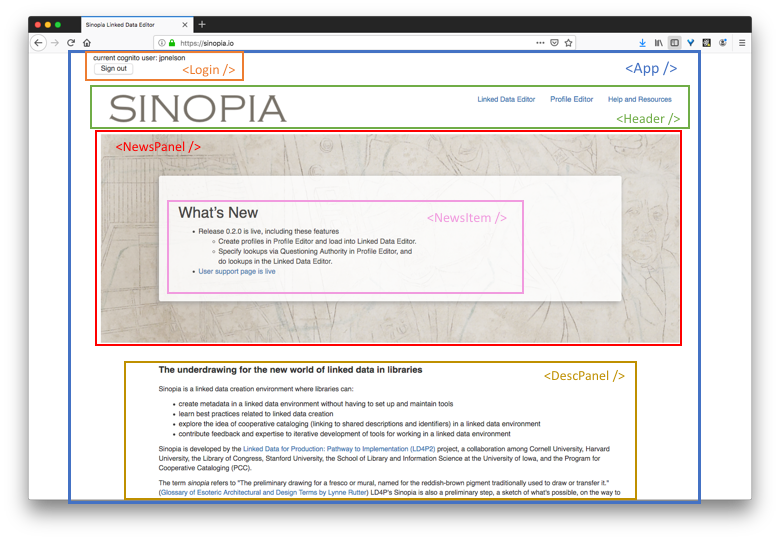 Sinopia Linked Data Editor
https://sinopia.io
current cognito user: jpnelson
Sign out
<Login />
<App />
SINOPIA
Linked Data Editor Profile Editor Help and Resources
<Header />
<NewsPanel />
What's New
<NewsItem />
Release 0.2.0 is live, including these features
Create profiles in Profile Editor and load into Linked Data Editor.
Specify lookups via Questioning Authority in Profile Editor, and
do lookups in the Linked Data Editor.
User support page is live
The underdrawing for the new world of linked data in libraries
<DescPanel />
Sinopia is a linked data creation environment where libraries can:
create metadata in a linked data environment without having to set up and maintain tools
learn best practices related to linked data creation
explore the idea of cooperative cataloging (linking to shared descriptions and identifiers) in a linked data environment
contribute feedback and expertise to iterative development of tools for working in a linked data environment
Sinopia is developed by the Linked Data for Production: Pathway to Implementation (LD4P2) project, a collaboration among Cornell University, Harvard
University, the Library of Congress, Stanford University, the School of Library and Information Science at the University of Iowa, and the Program for
Cooperative Cataloging (PCC).
The term sinopia refers to "The preliminary drawing for a fresco or mural, named for the reddish-brown pigment traditionally used to draw or transfer it."
(Glossary of Esoteric Architectural and Design Terms by Lynne Rutter) LD4P's Sinopia is also a preliminary step, a sketch of what's possible, on the way to